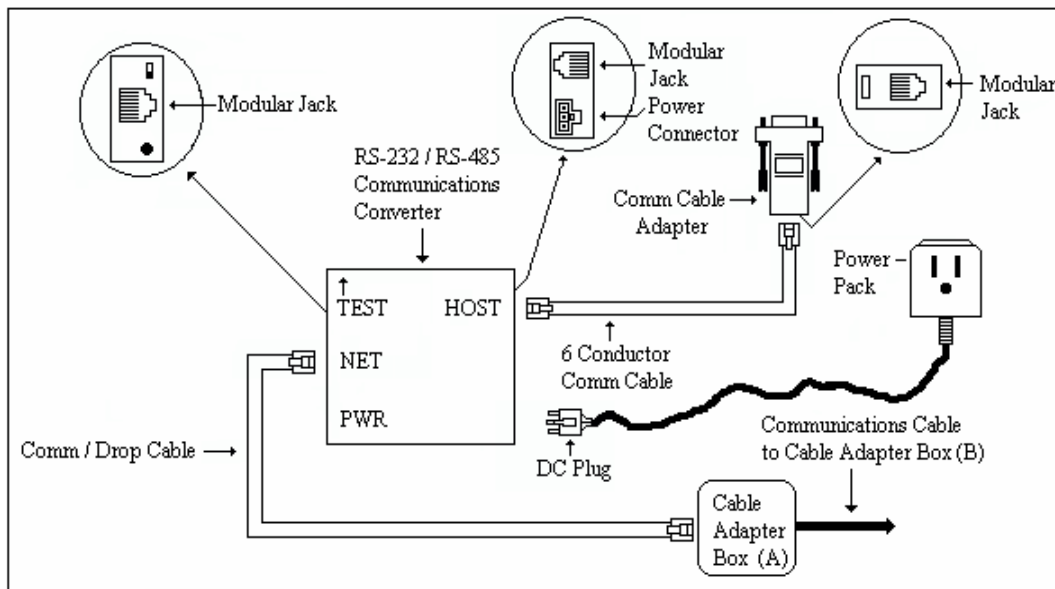 Modular Jack
Modular
Jack
Power
Connector
Modular
Jack
RS-232 / RS-485
Communications
Converter
Comm Cable
Adapter
Power
Pack
TEST
HOST
NET
PWR
6 Conductor
Comm Cable
Comm / Drop Cable
DC Plug
Communications Cable
to Cable Adapter Box (B)
Cable
Adapter
Box (A)